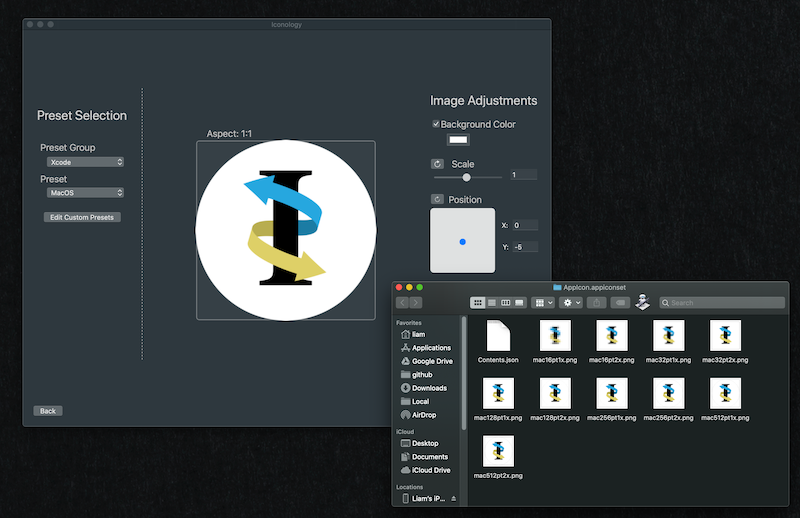 Iconology
Preset Selection
Preset Group
Xcode
Preset
MacOS
Edit Custom Presets
Back
Aspect: 1:1
I
Image Adjustments
Background Color
Scale
1
Position
X: 0
Y: -5
AppIcon.appiconset
Search
Favorites
liam
Applications
Google Drive
github
Downloads
Local
AirDrop
iCloud
Desktop
Documents
iCloud Drive
Locations
Liam's iP...
Contents.json
mac16pt1x.png
mac16pt2x.png
mac32pt1x.png
mac32pt2x.png
mac128pt1x.png
mac128pt2x.png
mac256pt1x.png
mac256pt2x.png
mac512pt1x.png
mac512pt2x.png